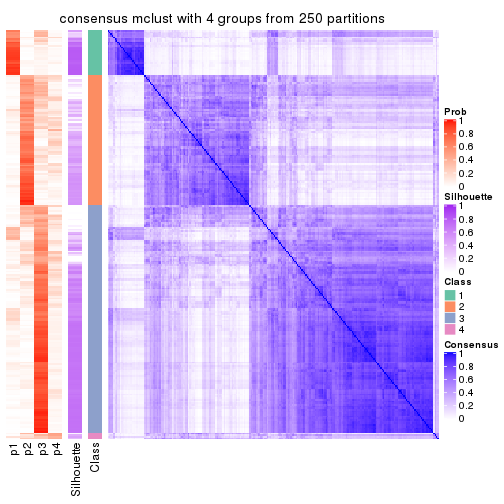 consensus mclust with 4 groups from 250 partitions
Prob
1
0.8
0.6
0.4
0.2
0
Silhouette
1
0.8
0.6
0.4
0.2
0
Class
1
2
3
4
Consensus
1
0.8
0.6
0.4
0.2
0
p1
p2
p3
p4
Silhouette
Class